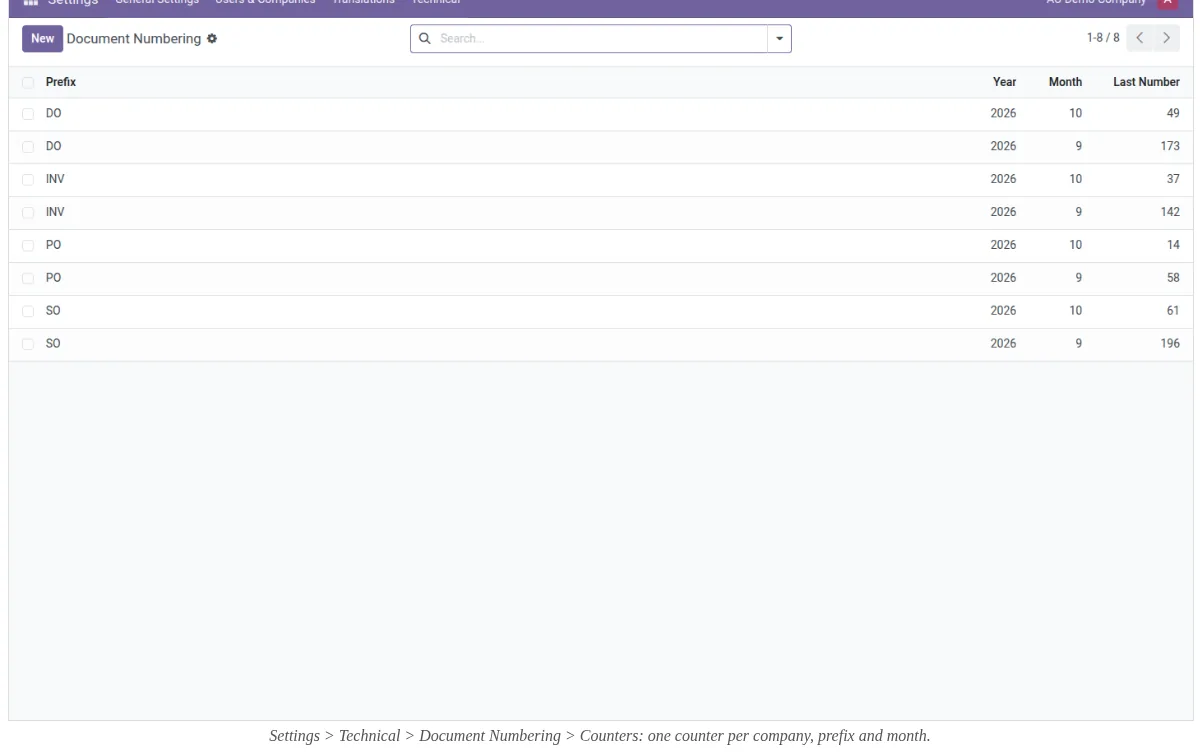 Settings General Settings Users & Companies Translations Technical AU Demo Company A
New Document Numbering Search... 1-8 / 8
Prefix Year Month Last Number
DO 2026 10 49
DO 2026 9 173
INV 2026 10 37
INV 2026 9 142
PO 2026 10 14
PO 2026 9 58
SO 2026 10 61
SO 2026 9 196
Settings > Technical > Document Numbering > Counters: one counter per company, prefix and month.